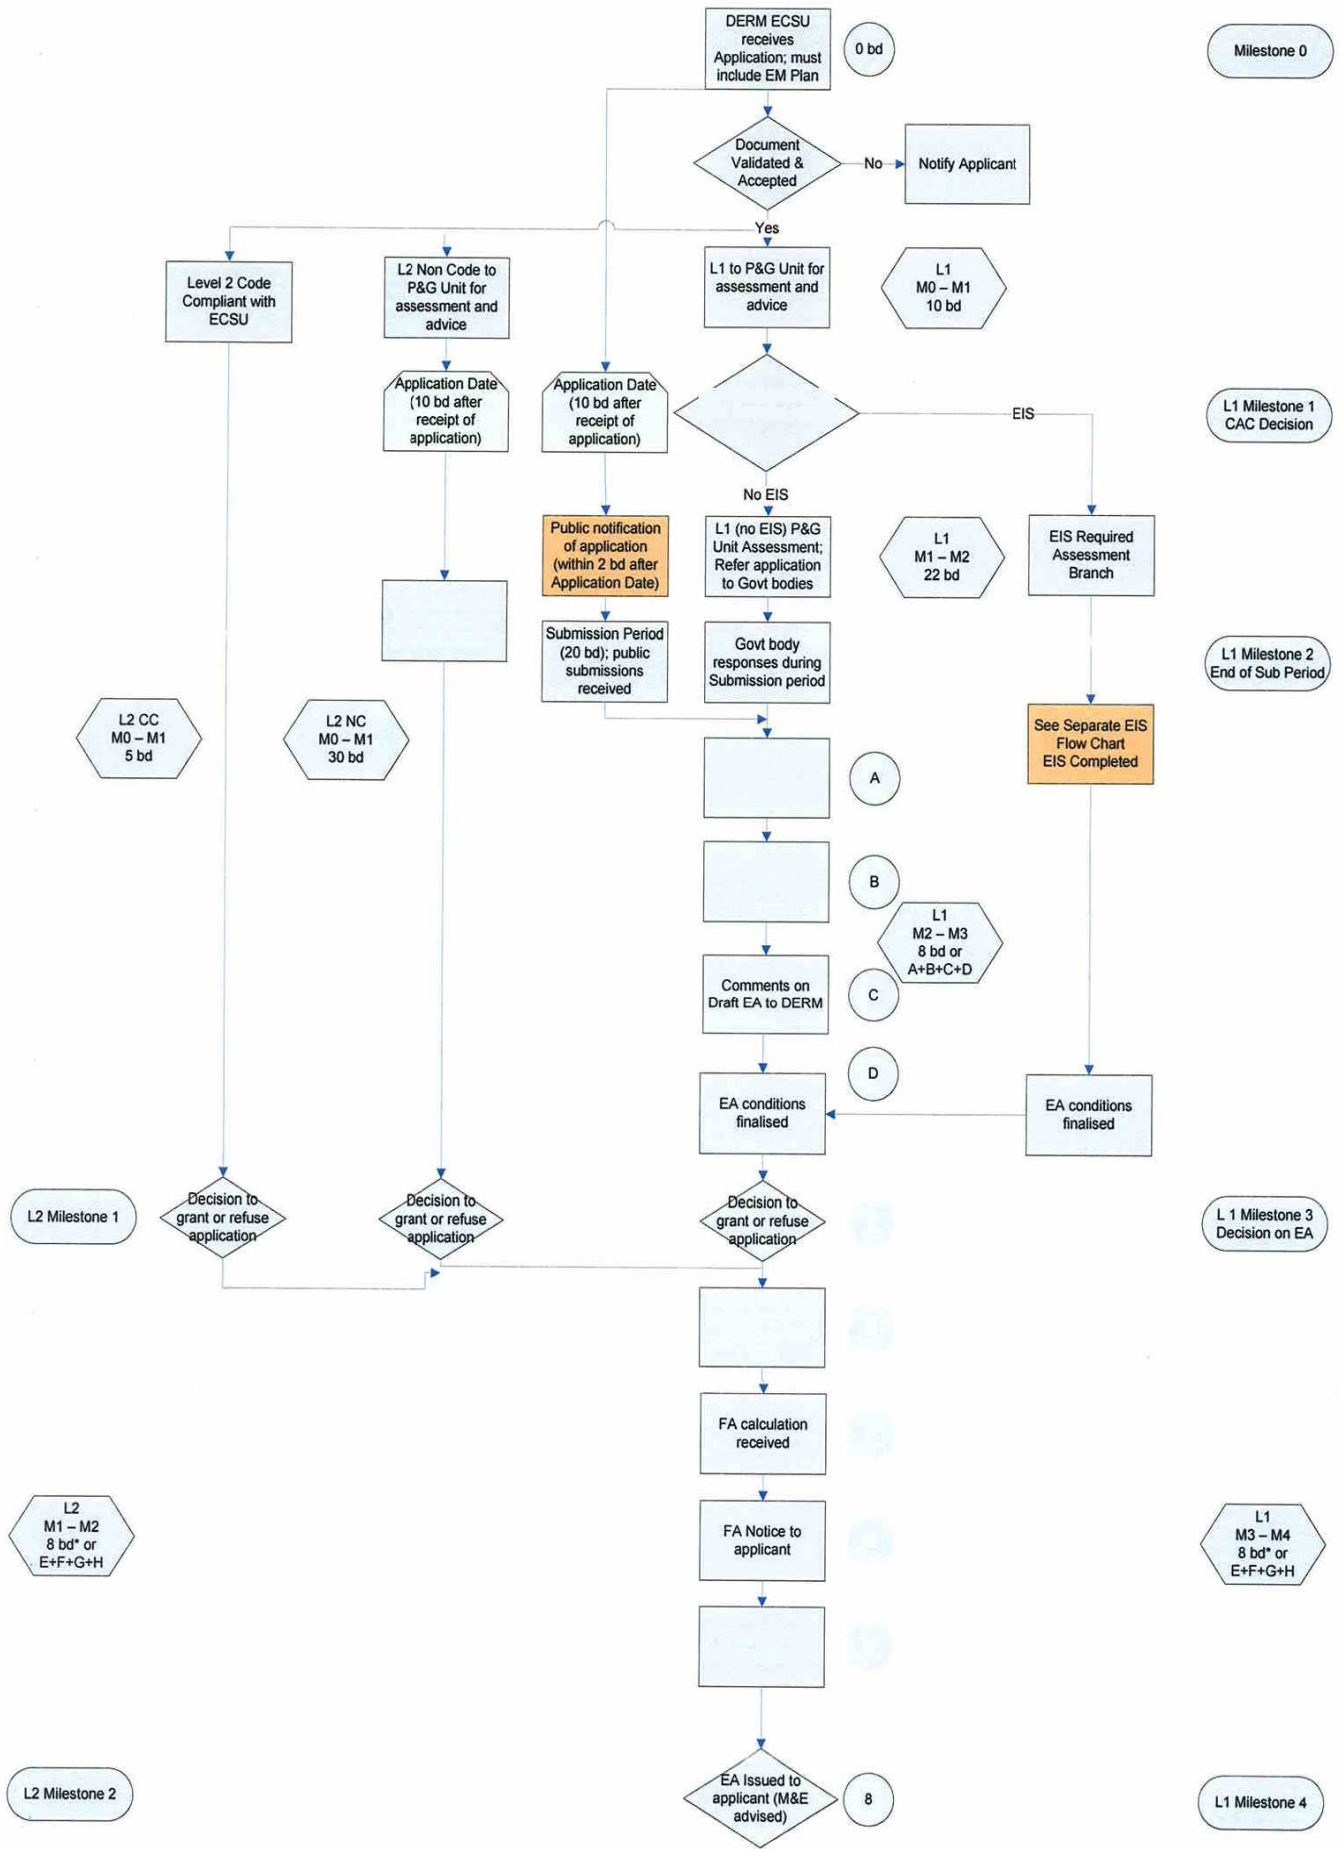 DERM ECSU
receives
Application; must
include EM Plan
0 bd
Milestone 0
Document
Validated &
Accepted
No
Notify Applicant
Yes
Level 2 Code
Compliant with
ECSU
L2 Non Code to
P&G Unit for
assessment and
advice
L1 to P&G Unit for
assessment and
advice
L1
M0 – M1
10 bd
Application Date
(10 bd after
receipt of
application)
Application Date
(10 bd after
receipt of
application)
EIS
L1 Milestone 1
CAC Decision
No EIS
Public notification
of application
(within 2 bd after
Application Date)
L1 (no EIS) P&G
Unit Assessment;
Refer application
to Govt bodies
L1
M1 – M2
22 bd
EIS Required
Assessment
Branch
Submission Period
(20 bd); public
submissions
received
Govt body
responses during
Submission period
L1 Milestone 2
End of Sub Period
L2 CC
M0 – M1
5 bd
L2 NC
M0 – M1
30 bd
See Separate EIS
Flow Chart
EIS Completed
A
B
L1
M2 – M3
8 bd or
A+B+C+D
Comments on
Draft EA to DERM
C
D
EA conditions
finalised
EA conditions
finalised
L2 Milestone 1
Decision to
grant or refuse
application
Decision to
grant or refuse
application
Decision to
grant or refuse
application
L 1 Milestone 3
Decision on EA
FA calculation
received
L2
M1 – M2
8 bd* or
E+F+G+H
FA Notice to
applicant
L1
M3 – M4
8 bd* or
E+F+G+H
L2 Milestone 2
EA Issued to
applicant (M&E
advised)
8
L1 Milestone 4